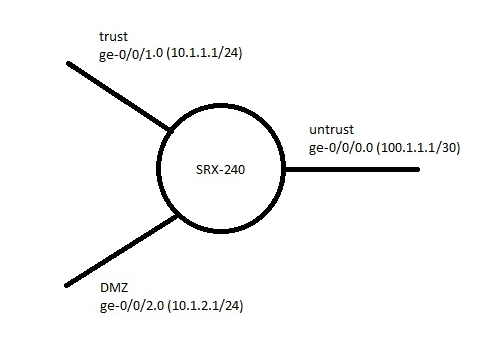 trust
ge-0/0/1.0 (10.1.1.1/24)
untrust
ge-0/0/0.0 (100.1.1.1/30)
SRX-240
DMZ
ge-0/0/2.0 (10.1.2.1/24)